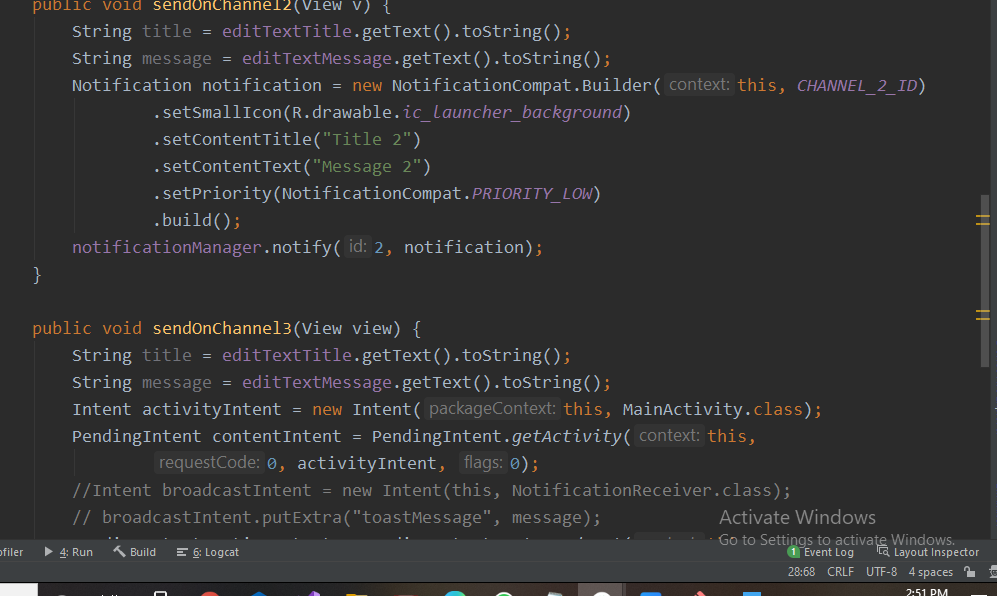 public void sendOnChannel2(View v) {
String title = editTextTitle.getText().toString();
String message = editTextMessage.getText().toString();
Notification notification = new NotificationCompat.Builder( context: this, CHANNEL_2_ID)
.setSmallIcon(R.drawable.ic_launcher_background)
.setContentTitle("Title 2")
.setContentText("Message 2")
.setPriority(NotificationCompat.PRIORITY_LOW)
.build();
notificationManager.notify( id: 2, notification);
}
public void sendOnChannel3(View view) {
String title = editTextTitle.getText().toString();
String message = editTextMessage.getText().toString();
Intent activityIntent = new Intent( packageContext: this, MainActivity.class);
PendingIntent contentIntent = PendingIntent.getActivity( context: this,
requestCode: 0, activityIntent, flags: 0);
//Intent broadcastIntent = new Intent(this, NotificationReceiver.class);
// broadcastIntent.putExtra("toastMessage", message);
Activate Windows
Go to Settings to activate Windows.
ofiler 4: Run Build 6: Logcat 1 Event Log Layout Inspector
28:68 CRLF UTF-8 4 spaces
2:51 PM